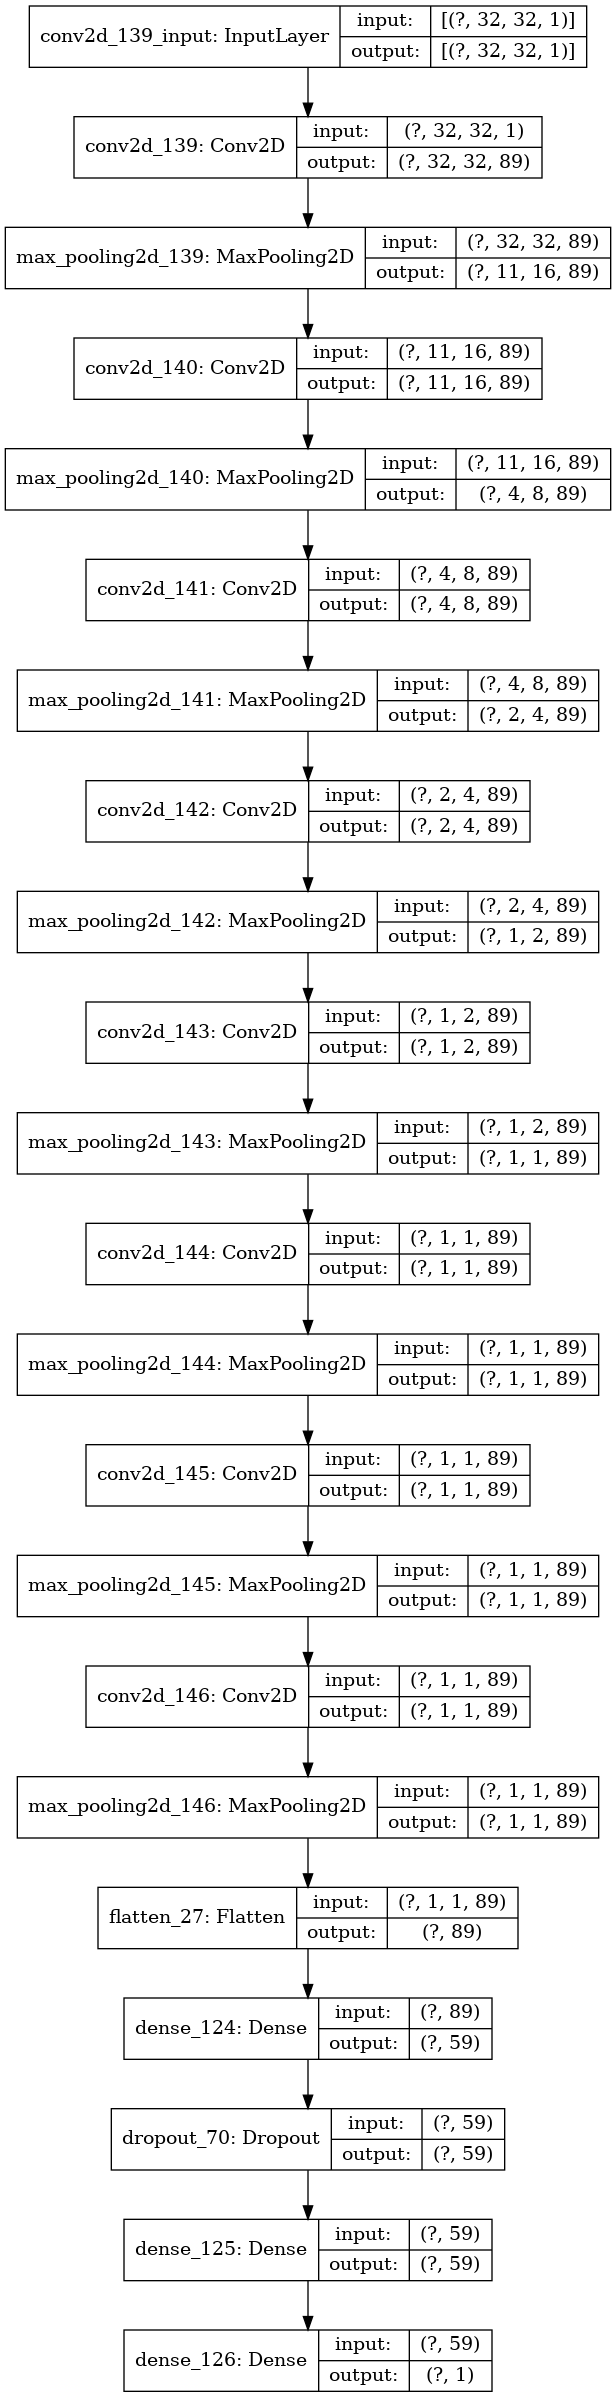 conv2d_139_input: InputLayer
input: [(?, 32, 32, 1)]
output: [(?, 32, 32, 1)]
conv2d_139: Conv2D
input: (?, 32, 32, 1)
output: (?, 32, 32, 89)
max_pooling2d_139: MaxPooling2D
input: (?, 32, 32, 89)
output: (?, 11, 16, 89)
conv2d_140: Conv2D
input: (?, 11, 16, 89)
output: (?, 11, 16, 89)
max_pooling2d_140: MaxPooling2D
input: (?, 11, 16, 89)
output: (?, 4, 8, 89)
conv2d_141: Conv2D
input: (?, 4, 8, 89)
output: (?, 4, 8, 89)
max_pooling2d_141: MaxPooling2D
input: (?, 4, 8, 89)
output: (?, 2, 4, 89)
conv2d_142: Conv2D
input: (?, 2, 4, 89)
output: (?, 2, 4, 89)
max_pooling2d_142: MaxPooling2D
input: (?, 2, 4, 89)
output: (?, 1, 2, 89)
conv2d_143: Conv2D
input: (?, 1, 2, 89)
output: (?, 1, 2, 89)
max_pooling2d_143: MaxPooling2D
input: (?, 1, 2, 89)
output: (?, 1, 1, 89)
conv2d_144: Conv2D
input: (?, 1, 1, 89)
output: (?, 1, 1, 89)
max_pooling2d_144: MaxPooling2D
input: (?, 1, 1, 89)
output: (?, 1, 1, 89)
conv2d_145: Conv2D
input: (?, 1, 1, 89)
output: (?, 1, 1, 89)
max_pooling2d_145: MaxPooling2D
input: (?, 1, 1, 89)
output: (?, 1, 1, 89)
conv2d_146: Conv2D
input: (?, 1, 1, 89)
output: (?, 1, 1, 89)
max_pooling2d_146: MaxPooling2D
input: (?, 1, 1, 89)
output: (?, 1, 1, 89)
flatten_27: Flatten
input: (?, 1, 1, 89)
output: (?, 89)
dense_124: Dense
input: (?, 89)
output: (?, 59)
dropout_70: Dropout
input: (?, 59)
output: (?, 59)
dense_125: Dense
input: (?, 59)
output: (?, 59)
dense_126: Dense
input: (?, 59)
output: (?, 1)